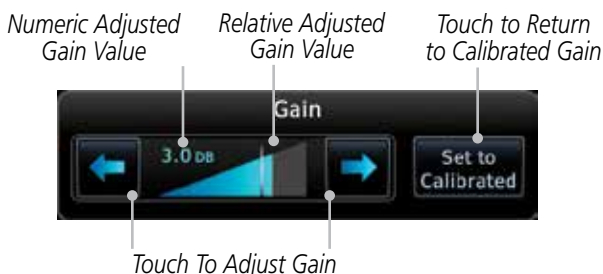 Numeric Adjusted
Gain Value
Relative Adjusted
Gain Value
Touch to Return
to Calibrated Gain
Gain
3.0 DB
Set to
Calibrated
Touch To Adjust Gain